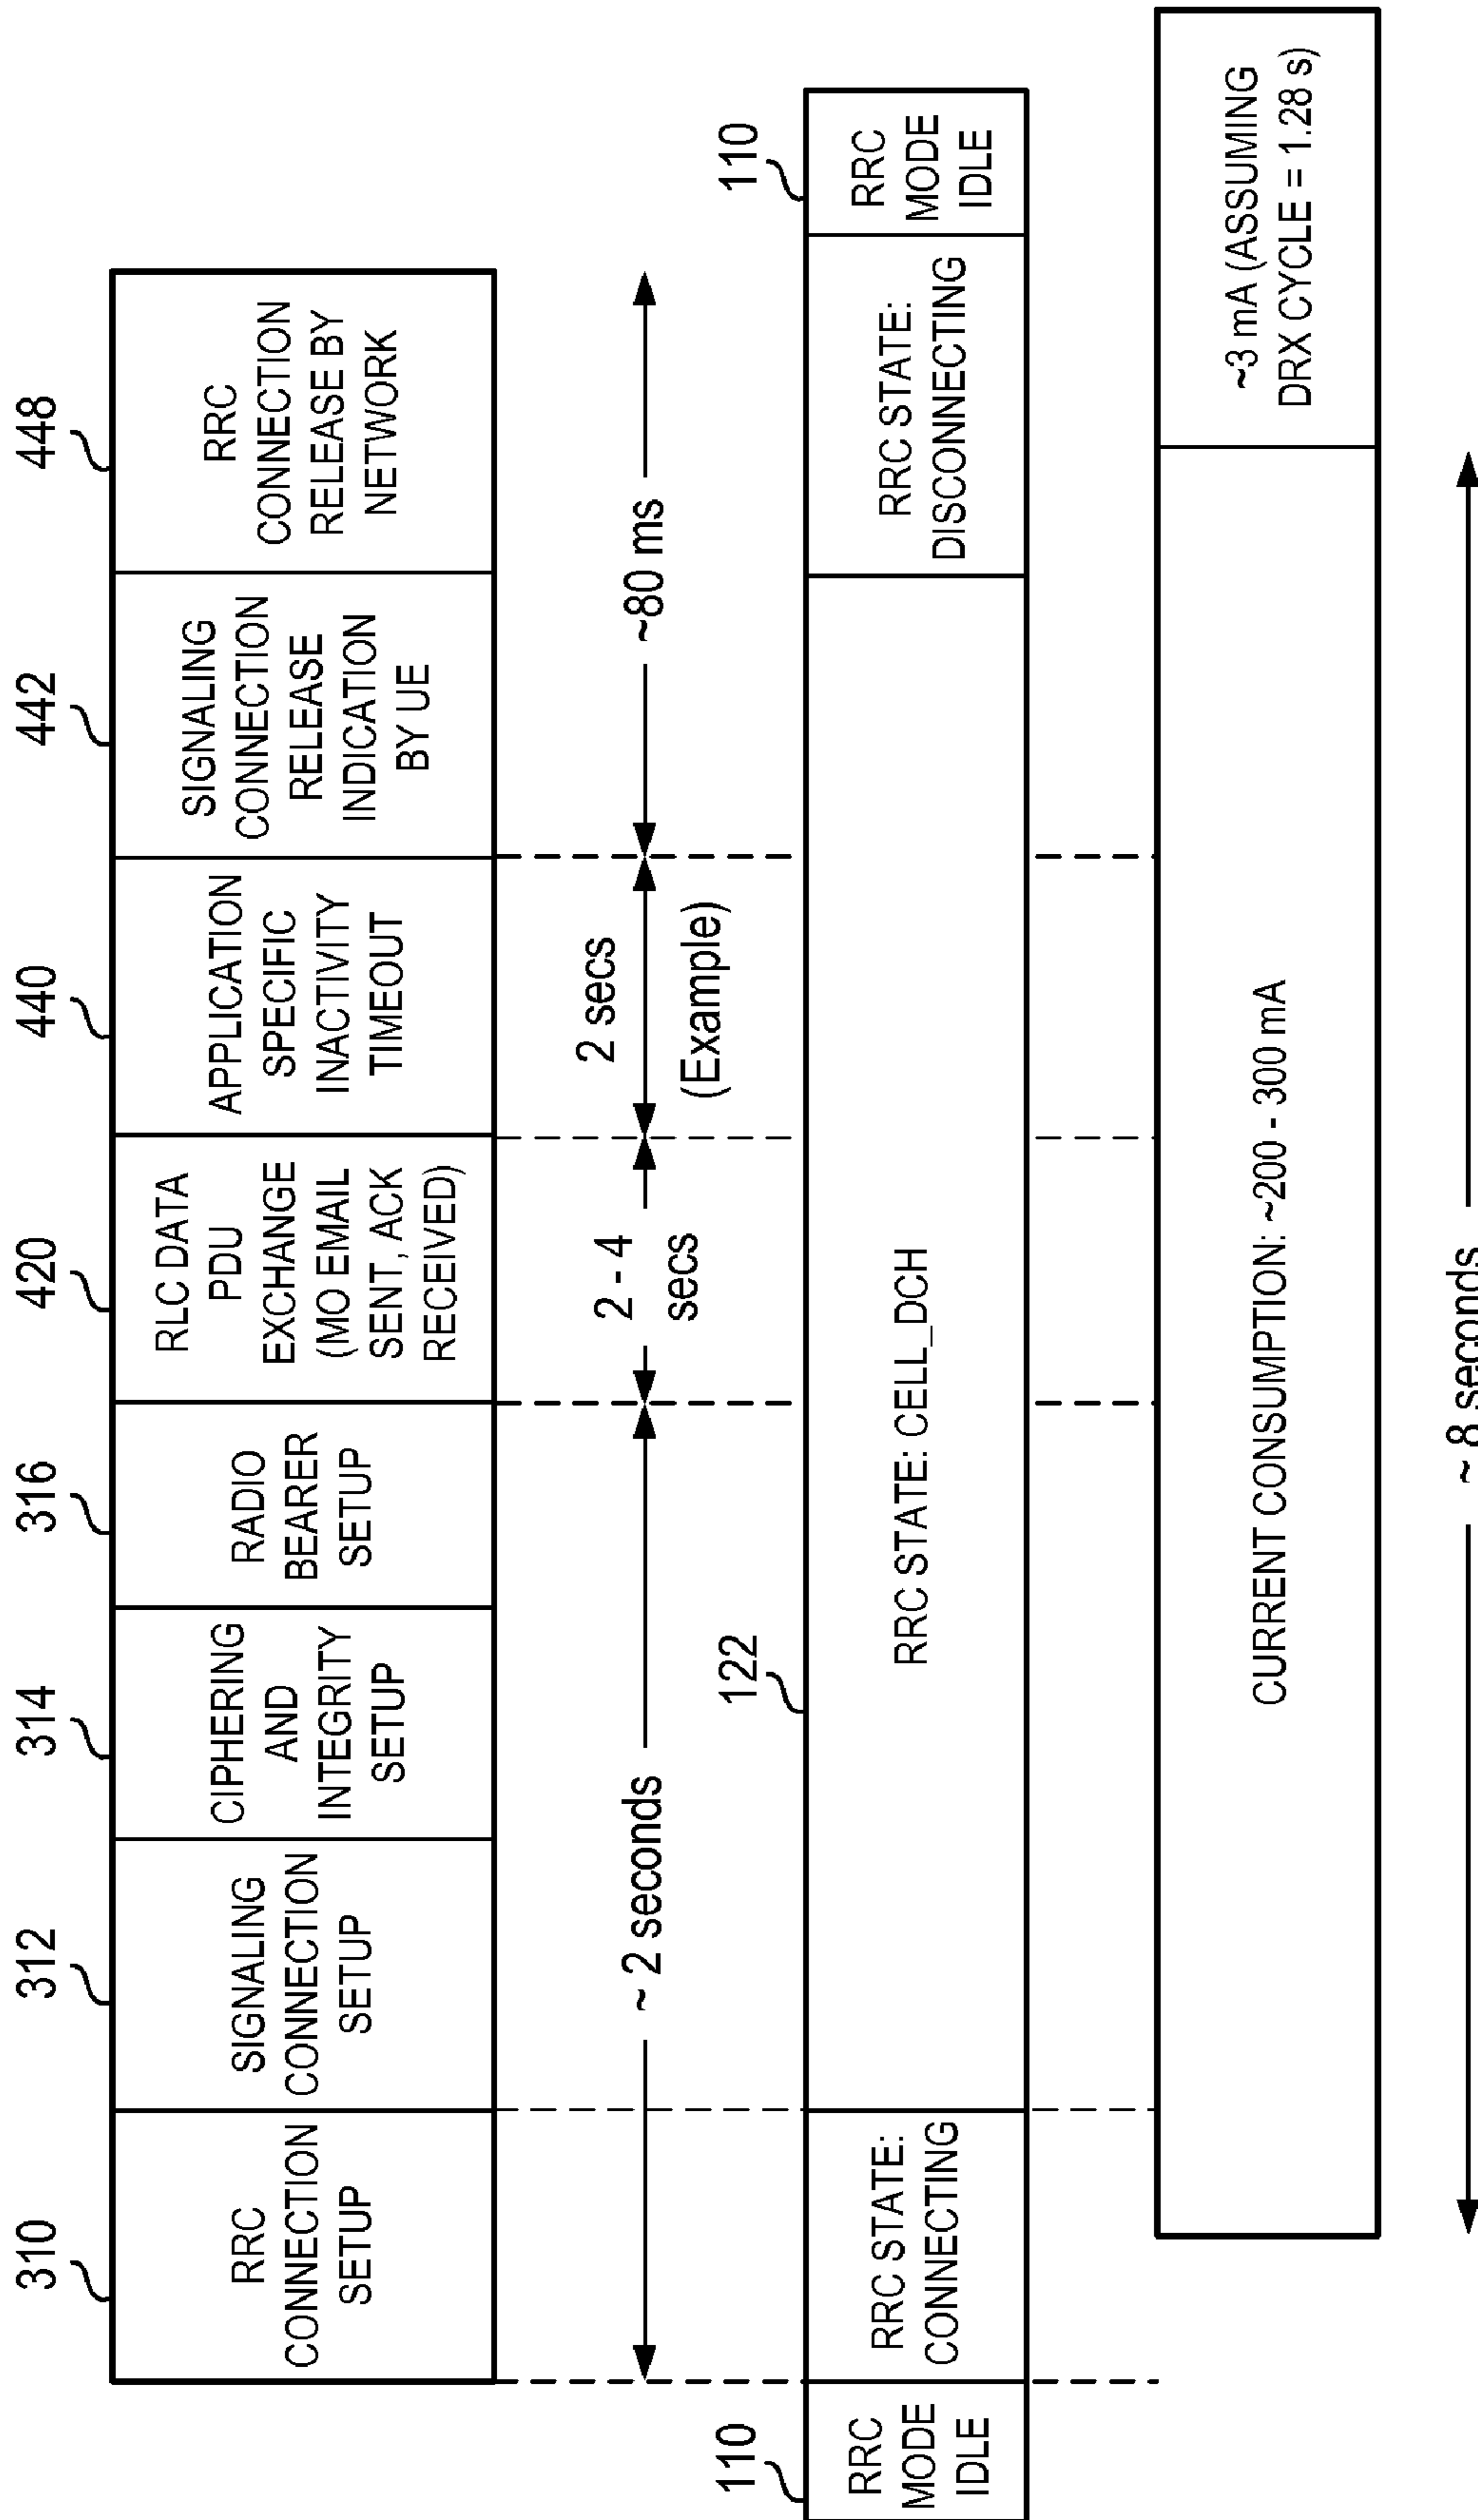 310
312
314
316
420
440
442
448
RRC
CONNECTION
SETUP
SIGNALING
CONNECTION
SETUP
CIPHERING
AND
INTEGRITY
SETUP
RADIO
BEARER
SETUP
RLC DATA
PDU
EXCHANGE
(MO EMAIL
SENT, ACK
RECEIVED)
APPLICATION
SPECIFIC
INACTIVITY
TIMEOUT
SIGNALING
CONNECTION
RELEASE
INDICATION
BY UE
RRC
CONNECTION
RELEASE BY
NETWORK
~ 2 seconds
2 - 4
secs
2 secs
(Example)
~80 ms
110
122
110
RRC
MODE
IDLE
RRC STATE:
CONNECTING
RRC STATE: CELL_DCH
RRC STATE:
DISCONNECTING
RRC
MODE
IDLE
CURRENT CONSUMPTION: ~200 - 300 mA
~3 mA (ASSUMING
DRX CYCLE = 1.28 s)
~ 8 seconds